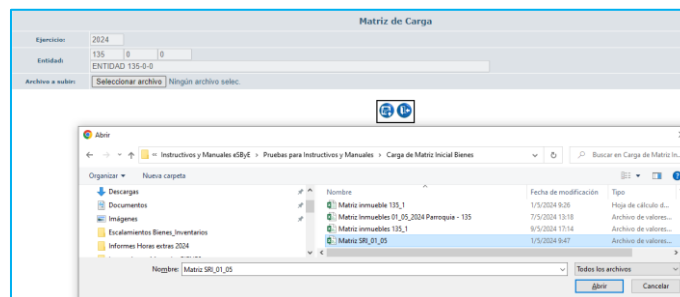 Matriz de Carga
Ejercicio: 2024
Entidad: 135 0 0
ENTIDAD 135-0-0
Archivo a subir: Seleccionar archivo Ningún archivo selec.
Abrir
« Instructivos y Manuales eSByE > Pruebas para Instructivos y Manuales > Carga de Matriz Inicial Bienes
Buscar en Carga de Matriz In...
Organizar Nueva carpeta
Nombre Fecha de modificación Tipo
Descargas
Documentos
Imágenes
Escalamientos Bienes_Inventarios
Informes Horas extras 2024
Matriz inmueble 135_1 1/5/2024 9:26 Hoja de cálculo d...
Matriz Inmuebles 01_05_2024 Parroquia - 135 7/5/2024 13:18 Archivo de valores...
Matriz inmuebles 135_1 9/5/2024 17:14 Archivo de valores...
Matriz SRI_01_05 1/5/2024 8:47 Archivo de valores...
Nombre: Matriz SRI_01_05 Todos los archivos
Abrir Cancelar